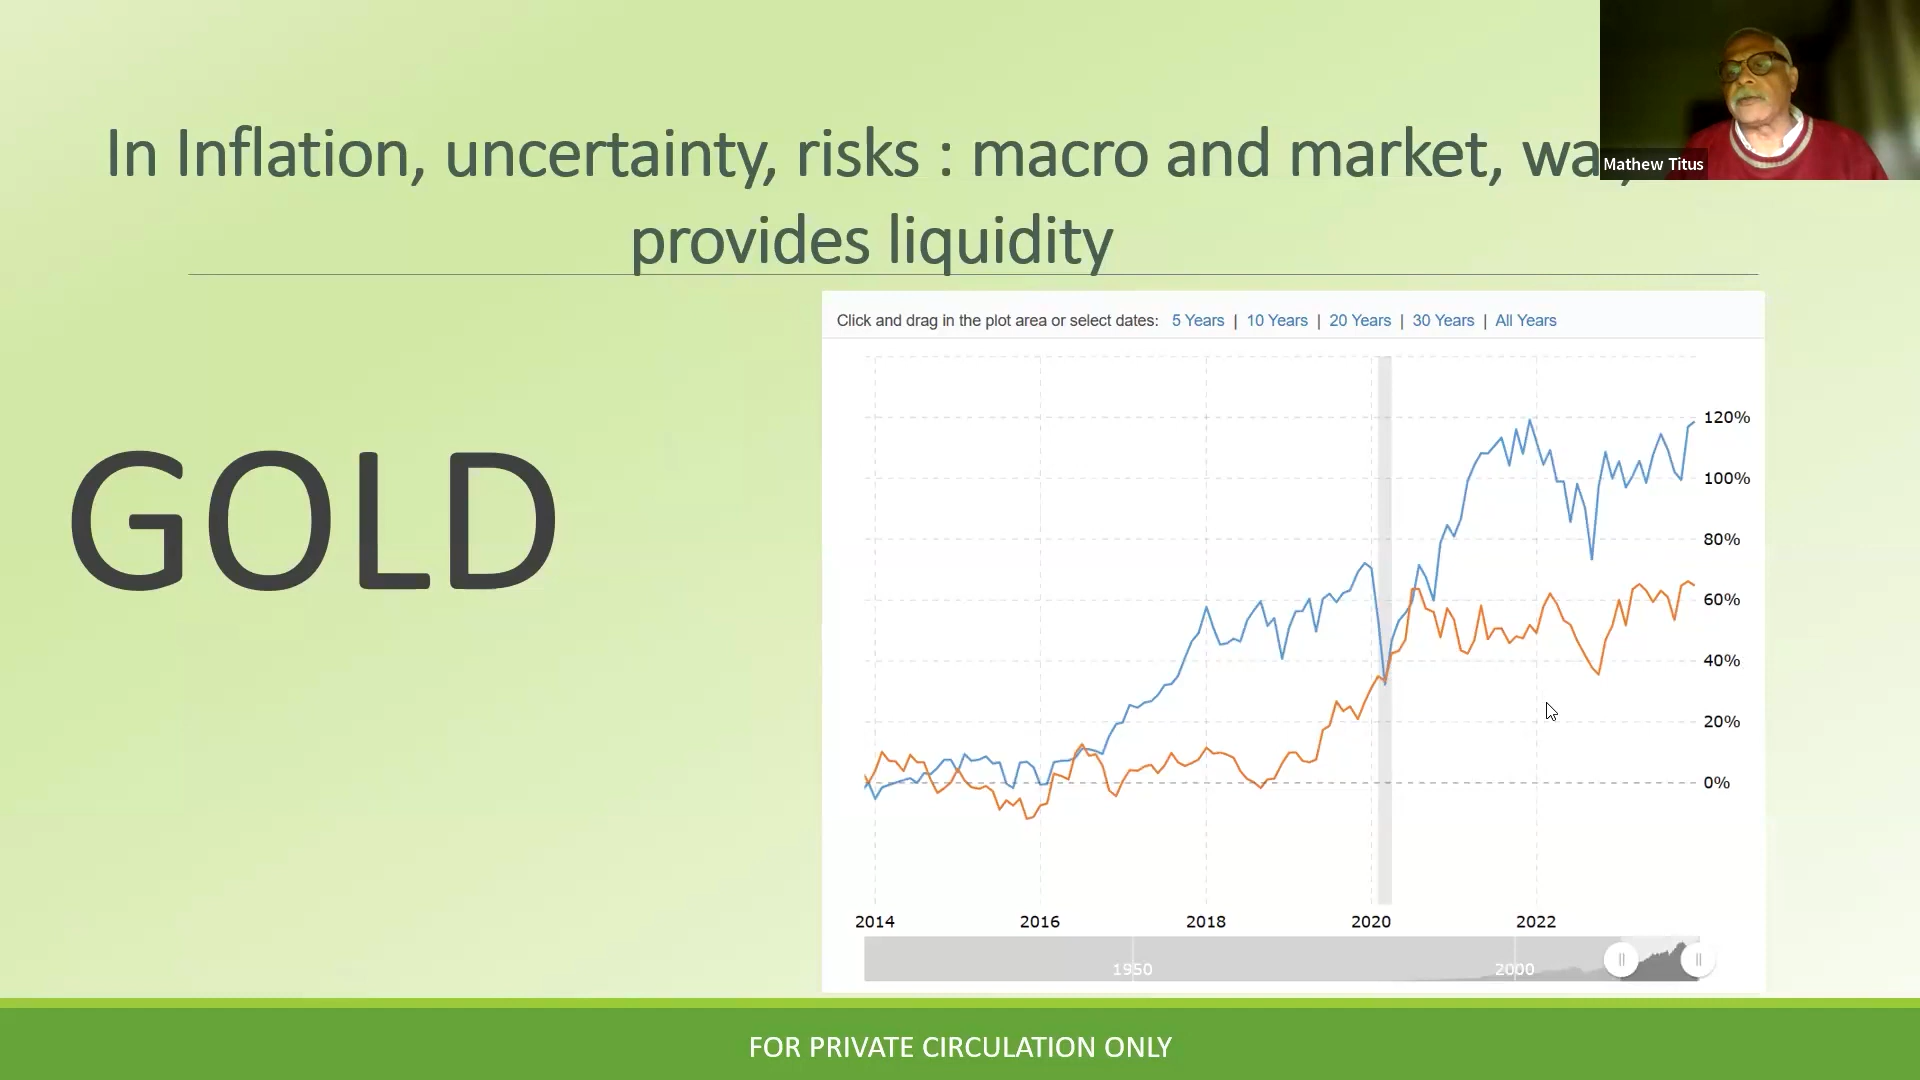 In Inflation, uncertainty, risks : macro and market,
provides liquidity
Mathew Titus
GOLD
Click and drag in the plot area or select dates: 5 Years | 10 Years | 20 Years | 30 Years | All Years
120%
100%
80%
60%
40%
20%
0%
2014 2016 2018 2020 2022
1950 2000
FOR PRIVATE CIRCULATION ONLY